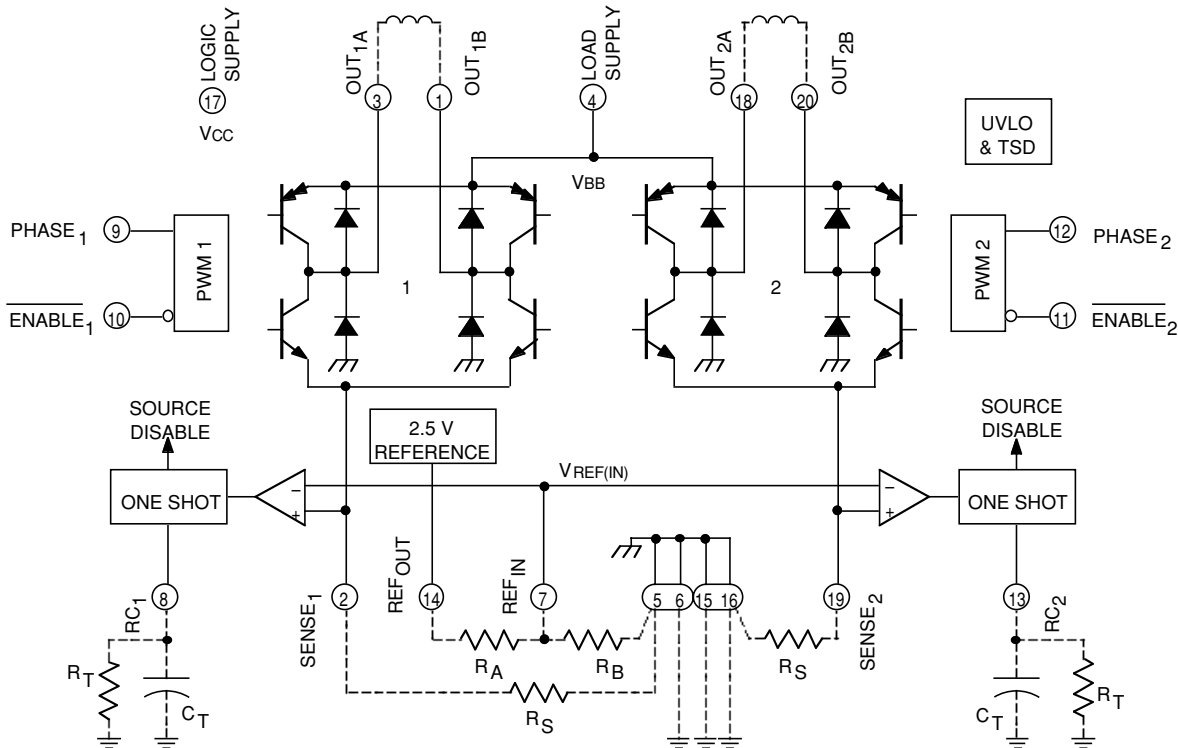 LOGIC
SUPPLY
17
VCC
OUT1A
3
OUT1B
1
LOAD
SUPPLY
4
VBB
OUT2A
18
OUT2B
20
UVLO
& TSD
PHASE1
9
ENABLE1
10
PWM 1
1
2
PWM 2
12
PHASE2
11
ENABLE2
SOURCE
DISABLE
ONE SHOT
–
+
2.5 V
REFERENCE
VREF(IN)
–
+
SOURCE
DISABLE
ONE SHOT
RC1
8
SENSE1
2
REFOUT
14
REFIN
7
5
6
15
16
19
SENSE2
13
RC2
RT
CT
RA
RB
RS
RS
CT
RT